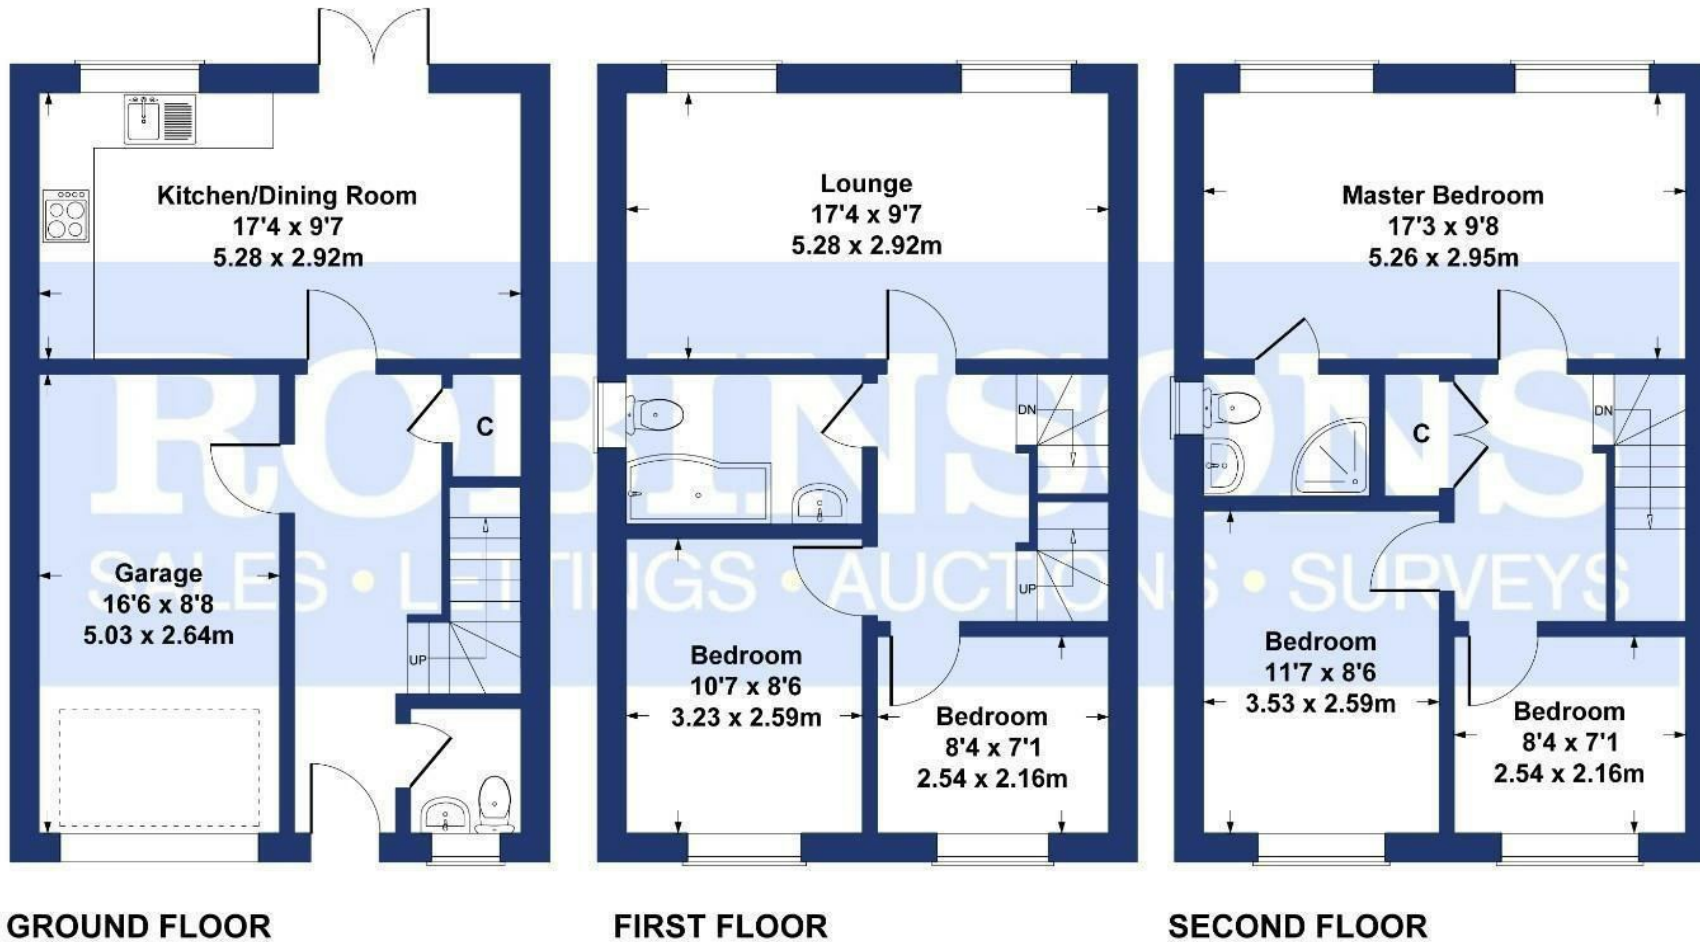 Kitchen/Dining Room
17'4 x 9'7
5.28 x 2.92m
C
Garage
16'6 x 8'8
5.03 x 2.64m
UP
GROUND FLOOR
Lounge
17'4 x 9'7
5.28 x 2.92m
DN
UP
Bedroom
10'7 x 8'6
3.23 x 2.59m
Bedroom
8'4 x 7'1
2.54 x 2.16m
FIRST FLOOR
Master Bedroom
17'3 x 9'8
5.26 x 2.95m
C
DN
Bedroom
11'7 x 8'6
3.53 x 2.59m
Bedroom
8'4 x 7'1
2.54 x 2.16m
SECOND FLOOR
ROBINSONS
SALES • LETTINGS • AUCTIONS • SURVEYS